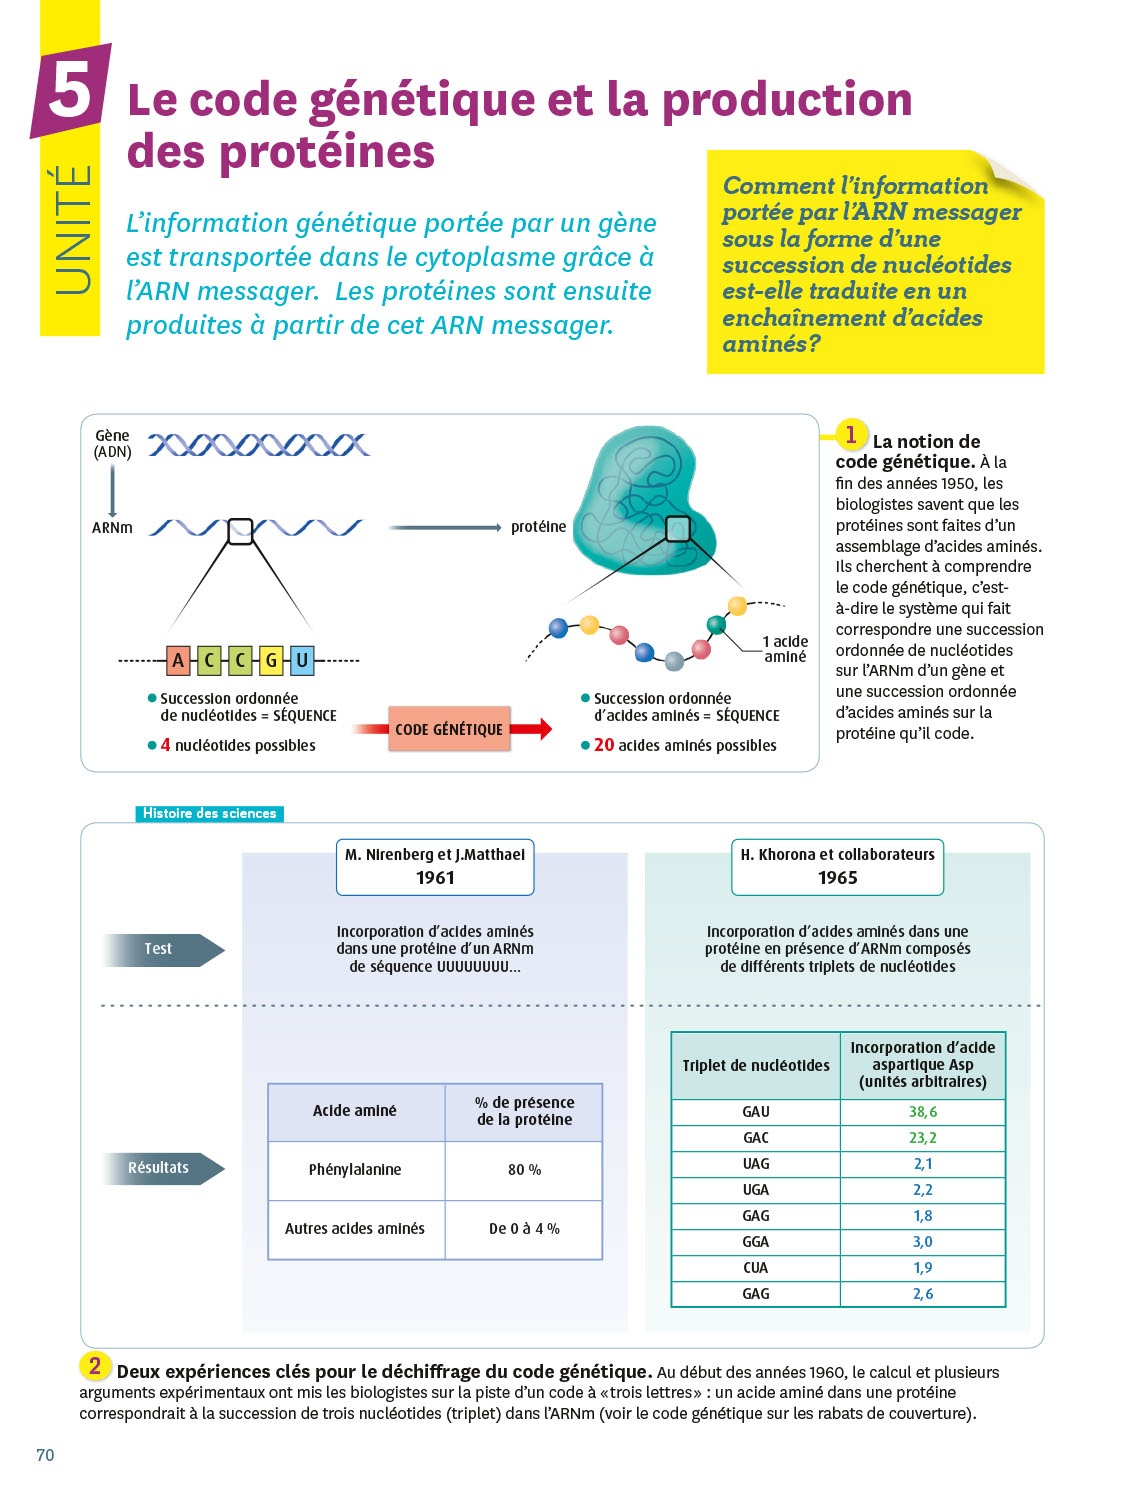 5
UNITÉ
Le code génétique et la production
des protéines
L'information génétique portée par un gène
est transportée dans le cytoplasme grâce à
l'ARN messager.  Les protéines sont ensuite
produites à partir de cet ARN messager.
Comment l'information
portée par l'ARN messager
sous la forme d'une
succession de nucléotides
est-elle traduite en un
enchaînement d'acides
aminés?
Gène
(ADN)
ARNm
protéine
A C C G U
1 acide
aminé
• Succession ordonnée
de nucléotides = SÉQUENCE
• 4 nucléotides possibles
CODE GÉNÉTIQUE
• Succession ordonnée
d'acides aminés = SÉQUENCE
• 20 acides aminés possibles
1 La notion de
code génétique. À la
fin des années 1950, les
biologistes savent que les
protéines sont faites d'un
assemblage d'acides aminés.
Ils cherchent à comprendre
le code génétique, c'est-
à-dire le système qui fait
correspondre une succession
ordonnée de nucléotides
sur l'ARNm d'un gène et
une succession ordonnée
d'acides aminés sur la
protéine qu'il code.
Histoire des sciences
M. Nirenberg et J.Matthaei
1961
H. Khorona et collaborateurs
1965
Test
Incorporation d'acides aminés
dans une protéine d'un ARNm
de séquence UUUUUUUU...
Incorporation d'acides aminés dans une
protéine en présence d'ARNm composés
de différents triplets de nucléotides
Résultats
Acide aminé
% de présence
de la protéine
Phénylalanine 80 %
Autres acides aminés De 0 à 4 %
Triplet de nucléotides
Incorporation d'acide
aspartique Asp
(unités arbitraires)
GAU 38,6
GAC 23,2
UAG 2,1
UGA 2,2
GAG 1,8
GGA 3,0
CUA 1,9
GAG 2,6
2 Deux expériences clés pour le déchiffrage du code génétique. Au début des années 1960, le calcul et plusieurs
arguments expérimentaux ont mis les biologistes sur la piste d'un code à «trois lettres» : un acide aminé dans une protéine
correspondrait à la succession de trois nucléotides (triplet) dans l'ARNm (voir le code génétique sur les rabats de couverture).
70